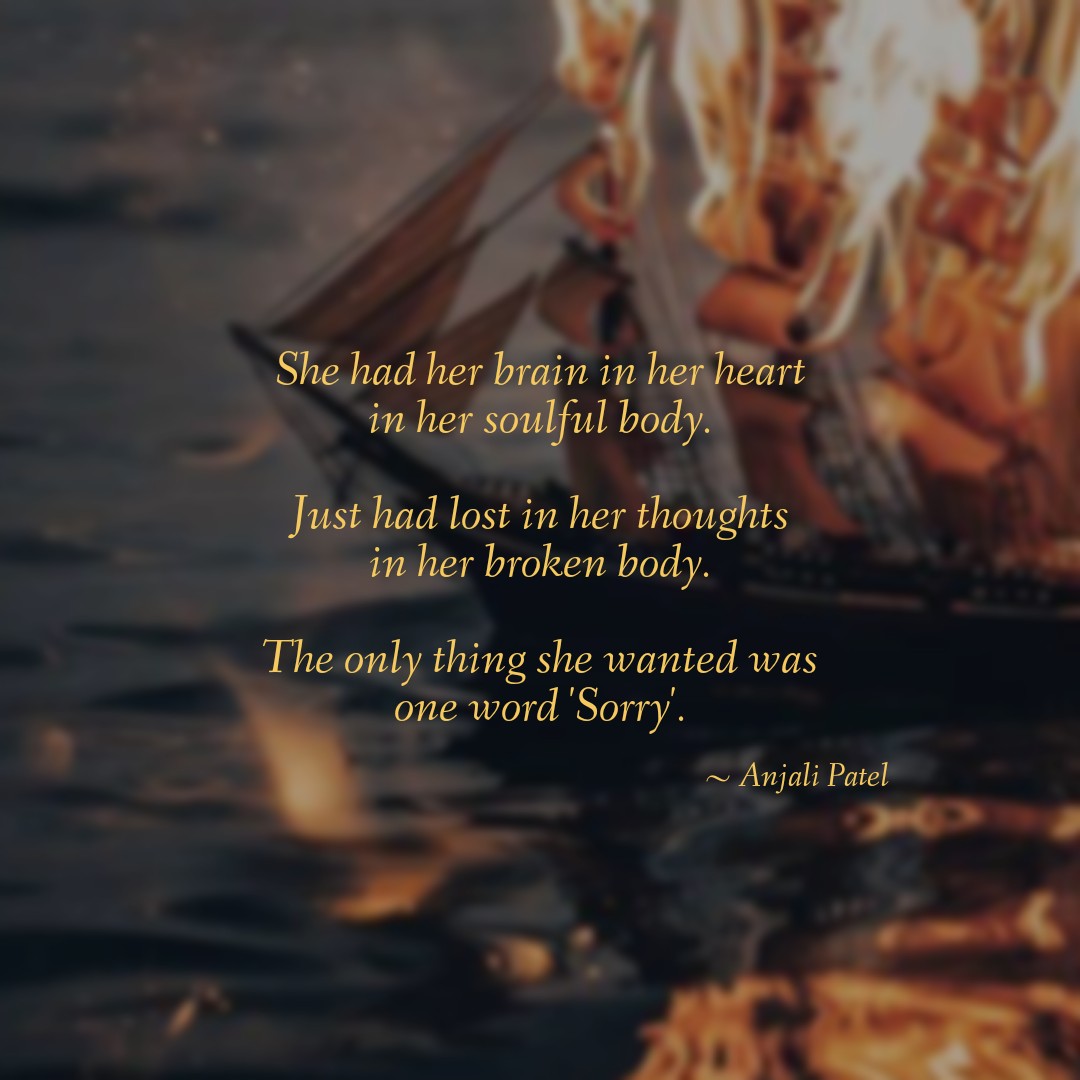 She had her brain in her heart
in her soulful body.
Just had lost in her thoughts
in her broken body.
The only thing she wanted was
one word 'Sorry'.
~ Anjali Patel